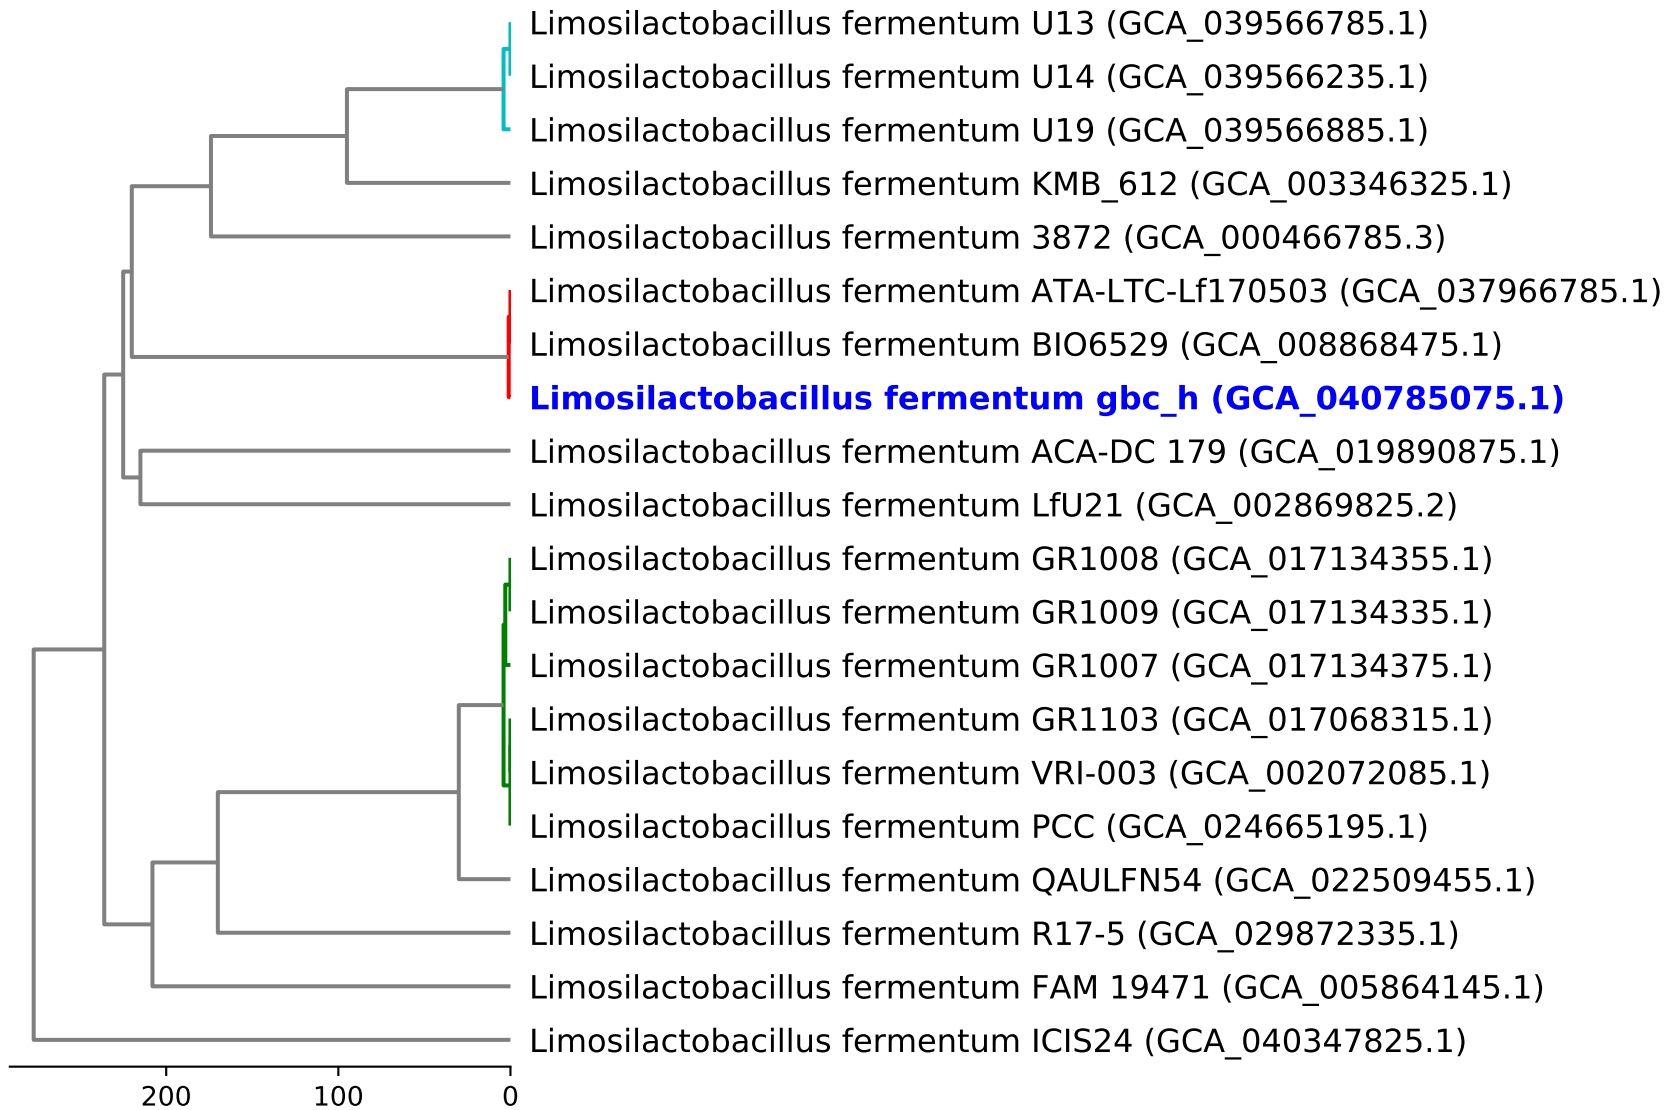 Limosilactobacillus fermentum U13 (GCA_039566785.1)
Limosilactobacillus fermentum U14 (GCA_039566235.1)
Limosilactobacillus fermentum U19 (GCA_039566885.1)
Limosilactobacillus fermentum KMB_612 (GCA_003346325.1)
Limosilactobacillus fermentum 3872 (GCA_000466785.3)
Limosilactobacillus fermentum ATA-LTC-Lf170503 (GCA_037966785.1)
Limosilactobacillus fermentum BIO6529 (GCA_008868475.1)
Limosilactobacillus fermentum gbc_h (GCA_040785075.1)
Limosilactobacillus fermentum ACA-DC 179 (GCA_019890875.1)
Limosilactobacillus fermentum LfU21 (GCA_002869825.2)
Limosilactobacillus fermentum GR1008 (GCA_017134355.1)
Limosilactobacillus fermentum GR1009 (GCA_017134335.1)
Limosilactobacillus fermentum GR1007 (GCA_017134375.1)
Limosilactobacillus fermentum GR1103 (GCA_017068315.1)
Limosilactobacillus fermentum VRI-003 (GCA_002072085.1)
Limosilactobacillus fermentum PCC (GCA_024665195.1)
Limosilactobacillus fermentum QAULFN54 (GCA_022509455.1)
Limosilactobacillus fermentum R17-5 (GCA_029872335.1)
Limosilactobacillus fermentum FAM 19471 (GCA_005864145.1)
Limosilactobacillus fermentum ICIS24 (GCA_040347825.1)
200 100 0